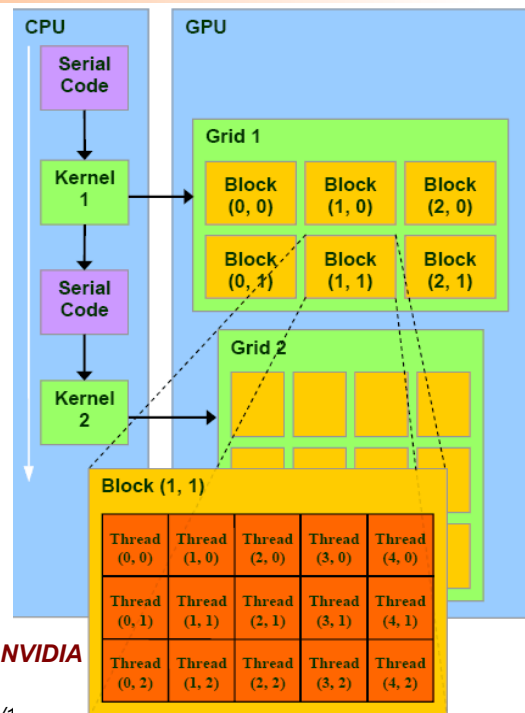 CPU
GPU
Serial
Code
Grid 1
Kernel
1
Block
(0, 0)
Block
(1, 0)
Block
(2, 0)
Serial
Code
Block
(0, 1)
Block
(1, 1)
Block
(2, 1)
Grid 2
Kernel
2
Block (1, 1)
Thread
(0, 0)
Thread
(1, 0)
Thread
(2, 0)
Thread
(3, 0)
Thread
(4, 0)
Thread
(0, 1)
Thread
(1, 1)
Thread
(2, 1)
Thread
(3, 1)
Thread
(4, 1)
Thread
(0, 2)
Thread
(1, 2)
Thread
(2, 2)
Thread
(3, 2)
Thread
(4, 2)
NVIDIA